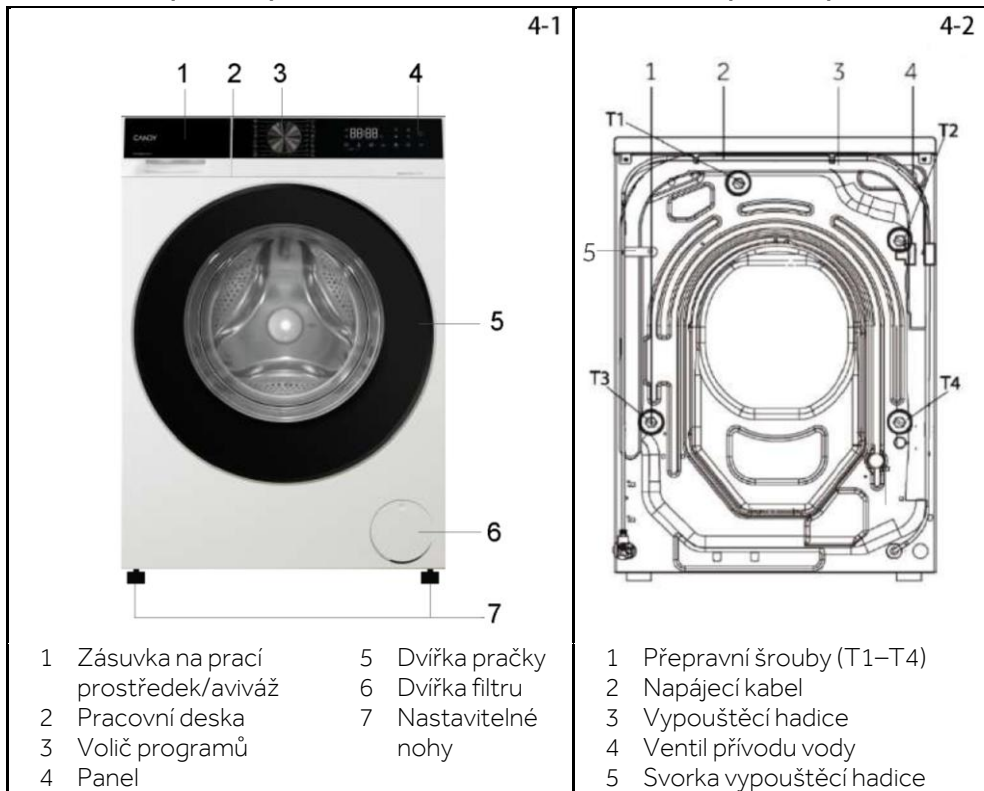 4-1
1 2 3 4
CANDY
88:88
5
6
7
1 Zásuvka na prací
prostředek/aviváž
2 Pracovní deska
3 Volič programů
4 Panel
5 Dvířka pračky
6 Dvířka filtru
7 Nastavitelné
nohy
4-2
1 2 3 4
T1
T2
5
T3
T4
1 Přepravní šrouby (T1–T4)
2 Napájecí kabel
3 Vypouštěcí hadice
4 Ventil přívodu vody
5 Svorka vypouštěcí hadice